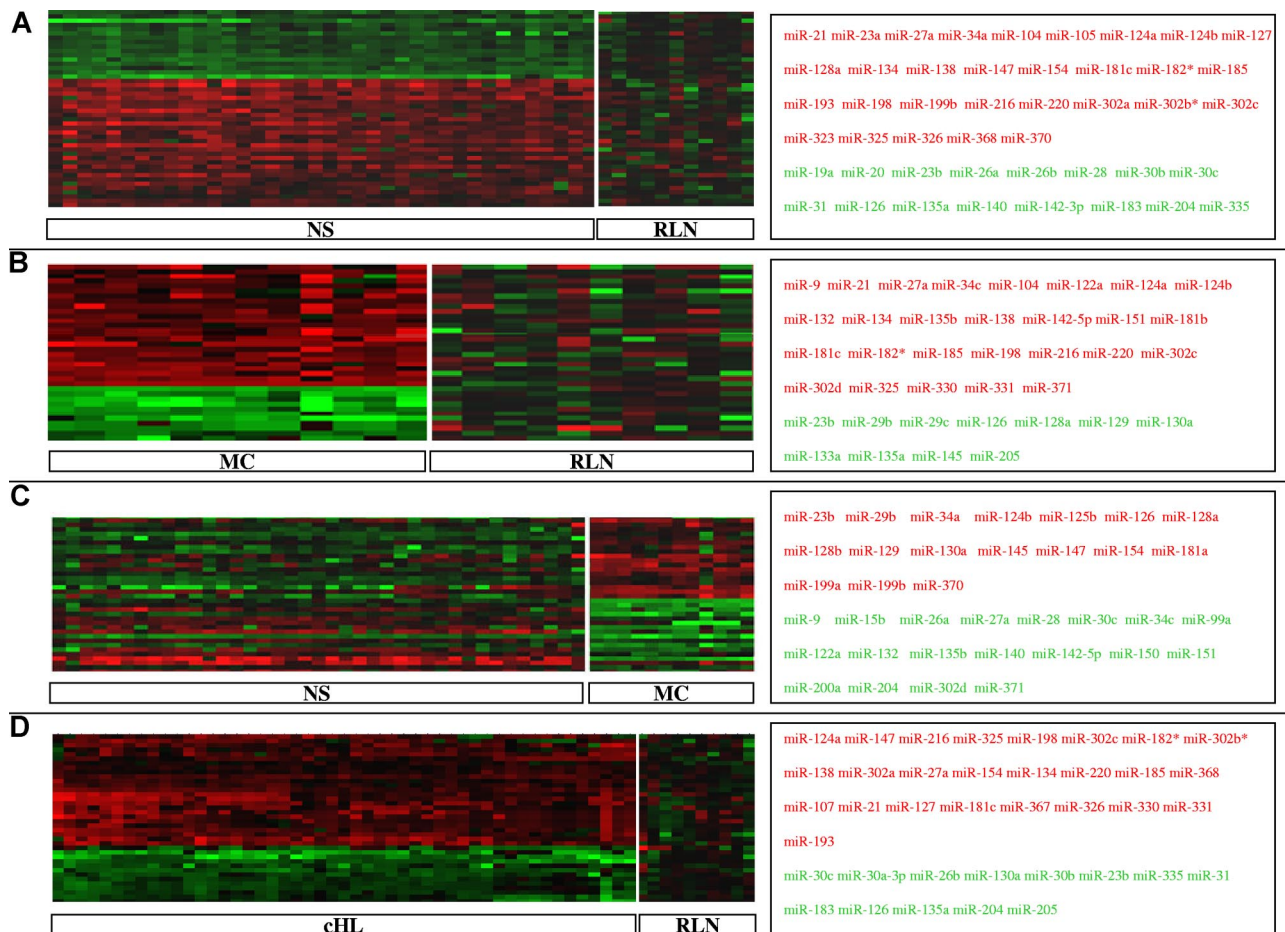 A
miR-21 miR-23a miR-27a miR-34a miR-104 miR-105 miR-124a miR-124b miR-127
miR-128a miR-134 miR-138 miR-147 miR-154 miR-181c miR-182* miR-185
miR-193 miR-198 miR-199b miR-216 miR-220 miR-302a miR-302b* miR-302c
miR-323 miR-325 miR-326 miR-368 miR-370
miR-19a miR-20 miR-23b miR-26a miR-26b miR-28 miR-30b miR-30c
miR-31 miR-126 miR-135a miR-140 miR-142-3p miR-183 miR-204 miR-335
NS RLN
B
miR-9 miR-21 miR-27a miR-34c miR-104 miR-122a miR-124a miR-124b
miR-132 miR-134 miR-135b miR-138 miR-142-5p miR-151 miR-181b
miR-181c miR-182* miR-185 miR-198 miR-216 miR-220 miR-302c
miR-302d miR-325 miR-330 miR-331 miR-371
miR-23b miR-29b miR-29c miR-126 miR-128a miR-129 miR-130a
miR-133a miR-135a miR-145 miR-205
MC RLN
C
miR-23b miR-29b miR-34a miR-124b miR-125b miR-126 miR-128a
miR-128b miR-129 miR-130a miR-145 miR-147 miR-154 miR-181a
miR-199a miR-199b miR-370
miR-9 miR-15b miR-26a miR-27a miR-28 miR-30c miR-34c miR-99a
miR-122a miR-132 miR-135b miR-140 miR-142-5p miR-150 miR-151
miR-200a miR-204 miR-302d miR-371
NS MC
D
miR-124a miR-147 miR-216 miR-325 miR-198 miR-302c miR-182* miR-302b*
miR-138 miR-302a miR-27a miR-154 miR-134 miR-220 miR-185 miR-368
miR-107 miR-21 miR-127 miR-181c miR-367 miR-326 miR-330 miR-331
miR-193
miR-30c miR-30a-3p miR-26b miR-130a miR-30b miR-23b miR-335 miR-31
miR-183 miR-126 miR-135a miR-204 miR-205
cHL RLN